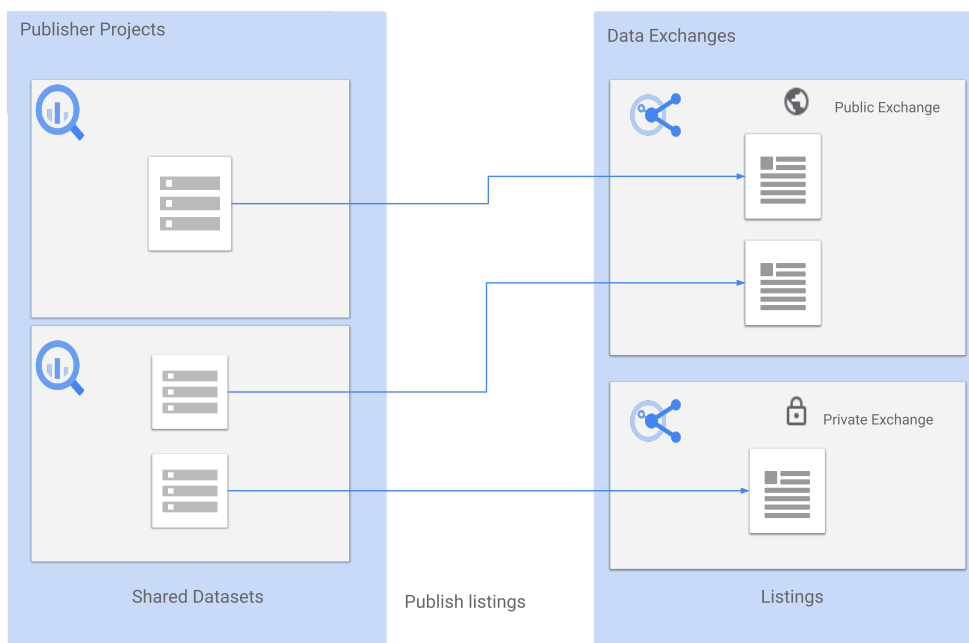 Publisher Projects
Data Exchanges
Public Exchange
Private Exchange
Shared Datasets
Publish listings
Listings